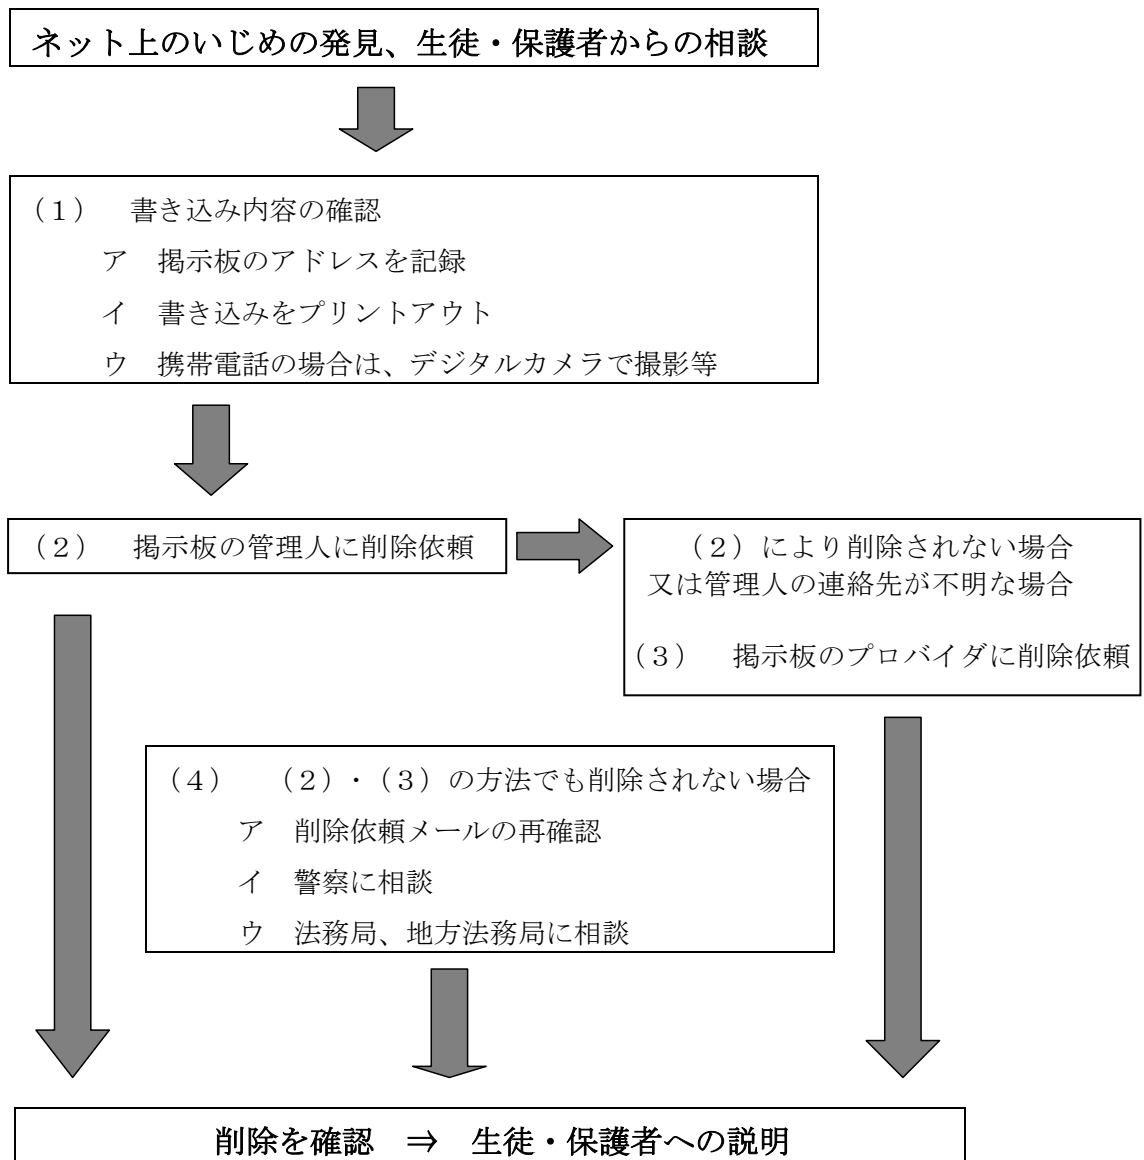 ネット上のいじめの発見、生徒・保護者からの相談
（１）　書き込み内容の確認
ア　掲示板のアドレスを記録
イ　書き込みをプリントアウト
ウ　携帯電話の場合は、デジタルカメラで撮影等
（２）　掲示板の管理人に削除依頼
（２）により削除されない場合
又は管理人の連絡先が不明な場合
（３）　掲示板のプロバイダに削除依頼
（４）　（２）・（３）の方法でも削除されない場合
ア　削除依頼メールの再確認
イ　警察に相談
ウ　法務局、地方法務局に相談
削除を確認　⇒　生徒・保護者への説明